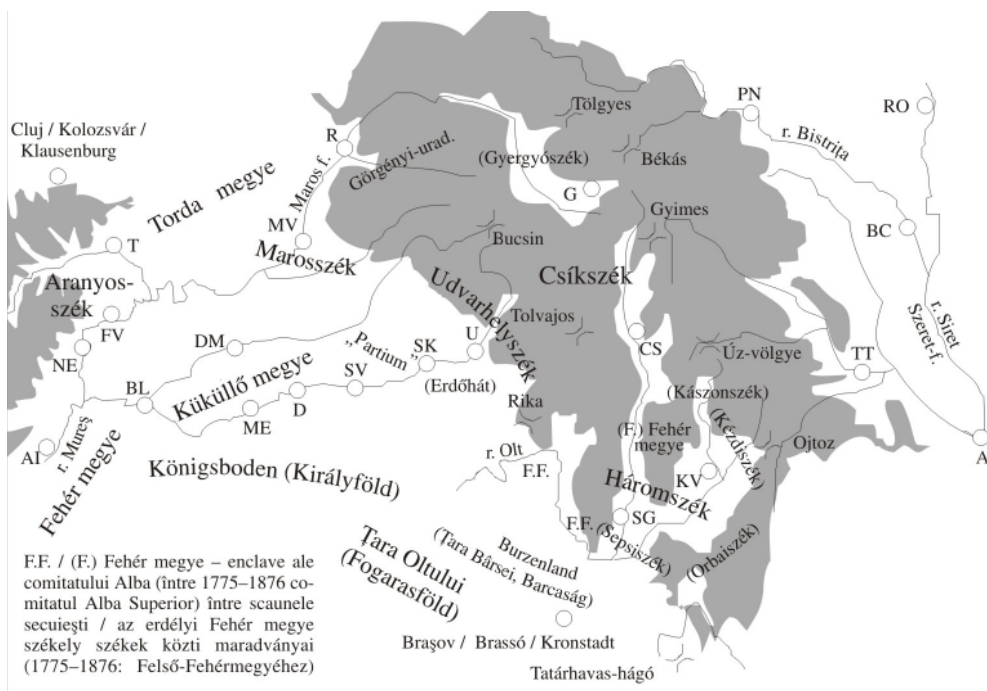 Cluj / Kolozsvár /
Klausenburg
Torda megye
Maros f.
R
Görgényi-urad.
(Gyergyószék)
Tölgyes
Békás
PN
r. Bistrița
RO
G
Gyimes
BC
MV
Marosszék
Bucsin
Csíkszék
T
Aranyos-
szék
FV
NE
DM
Udvarhelyszék
Tolvajos
U
„Partium”
SK
(Erdőhát)
CS
Úz-völgye
TT
r. Siret
Szeret-f.
BL
Küküllő megye
SV
D
ME
Rika
(Kászonszék)
(F.) Fehér
megye
(Kézdiszék)
Ojtoz
A
AI
r. Mureș
Fehér megye
Königsboden (Királyföld)
r. Olt
F.F.
KV
Háromszék
SG
F.F.
(Sepsiszék)
(Orbaiszék)
Țara Oltului
(Fogarasföld)
Burzenland
(Țara Bârsei, Barcaság)
Brașov / Brassó / Kronstadt
Tatárhavas-hágó
F.F. / (F.) Fehér megye – enclave ale
comitatului Alba (între 1775–1876 co-
mitatul Alba Superior) între scaunele
secuiești / az erdélyi Fehér megye
székely székek közti maradványai
(1775–1876: Felső-Fehérmegyéhez)